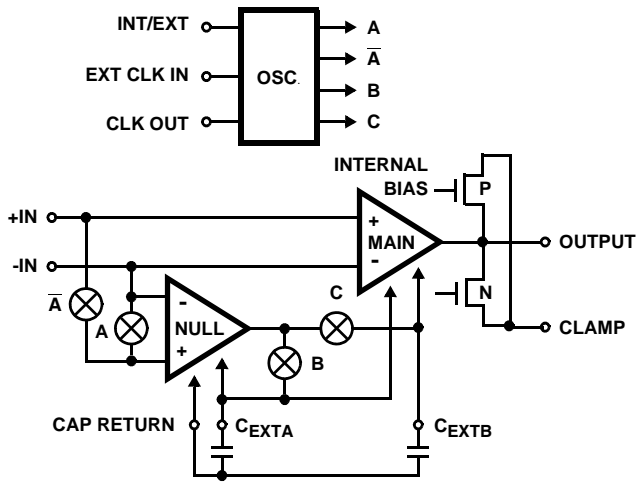 INT/EXT
EXT CLK IN
CLK OUT
OSC.
A
A̅
B
C
INTERNAL
BIAS
P
+IN
-IN
+
MAIN
-
OUTPUT
N
CLAMP
A̅
A
-
NULL
+
C
B
CAP RETURN
CEXTA
CEXTB